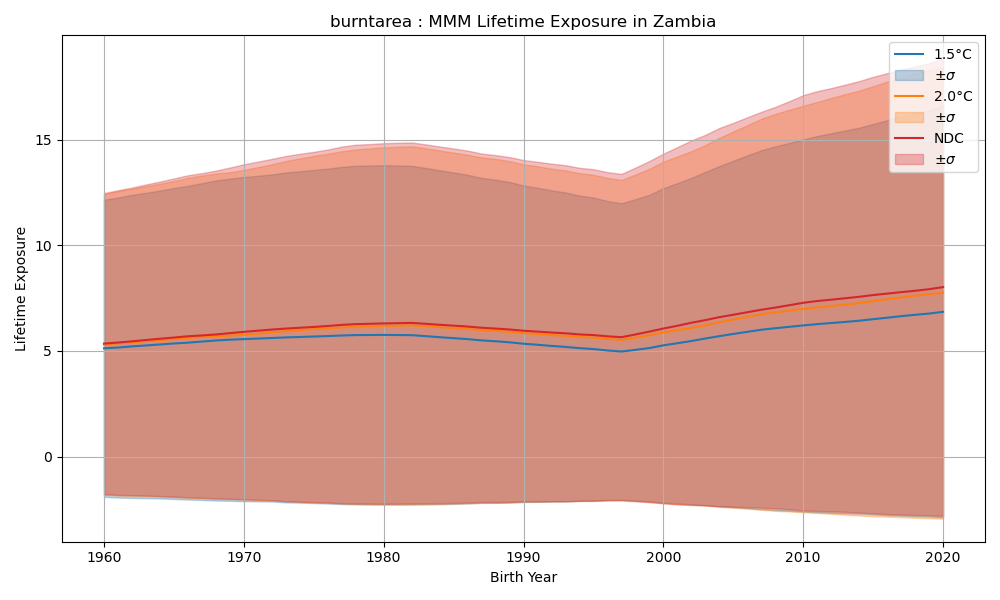 burntarea : MMM Lifetime Exposure in Zambia
1.5°C
±σ
2.0°C
±σ
NDC
±σ
Lifetime Exposure
15
10
5
0
1960 1970 1980 1990 2000 2010 2020
Birth Year